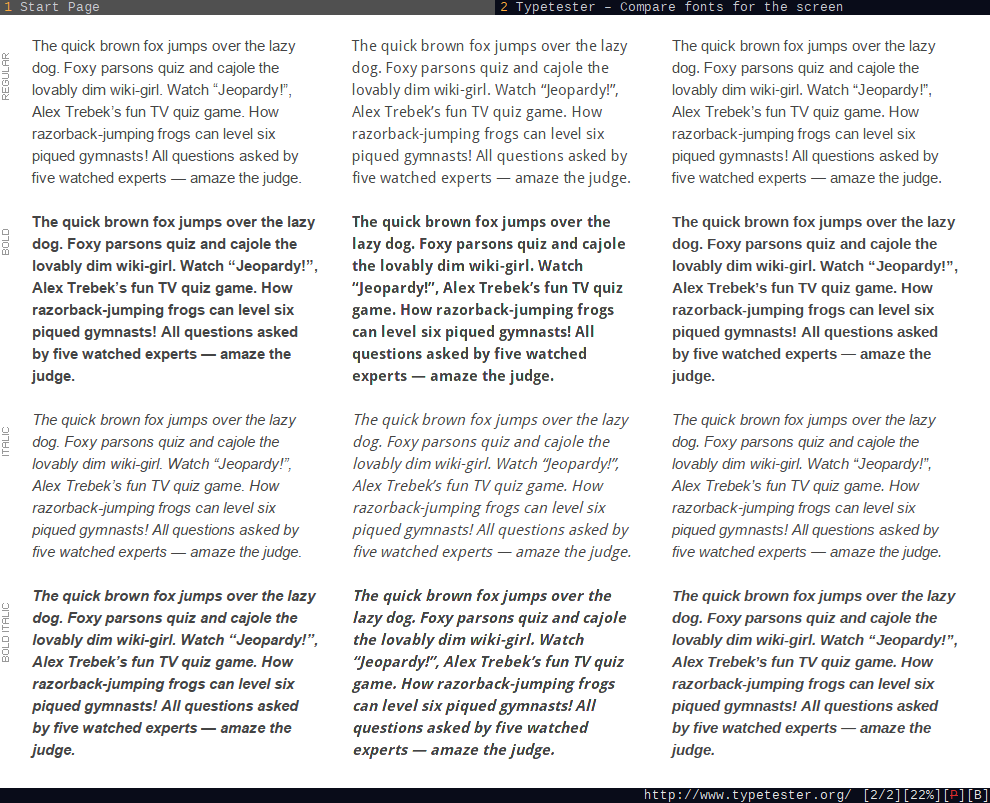 1 Start Page
2 Typetester – Compare fonts for the screen
REGULAR
The quick brown fox jumps over the lazy
dog. Foxy parsons quiz and cajole the
lovably dim wiki-girl. Watch “Jeopardy!”,
Alex Trebek’s fun TV quiz game. How
razorback-jumping frogs can level six
piqued gymnasts! All questions asked by
five watched experts — amaze the judge.
The quick brown fox jumps over the lazy
dog. Foxy parsons quiz and cajole the
lovably dim wiki-girl. Watch “Jeopardy!”,
Alex Trebek’s fun TV quiz game. How
razorback-jumping frogs can level six
piqued gymnasts! All questions asked by
five watched experts — amaze the judge.
The quick brown fox jumps over the lazy
dog. Foxy parsons quiz and cajole the
lovably dim wiki-girl. Watch “Jeopardy!”,
Alex Trebek’s fun TV quiz game. How
razorback-jumping frogs can level six
piqued gymnasts! All questions asked by
five watched experts — amaze the judge.
BOLD
The quick brown fox jumps over the lazy
dog. Foxy parsons quiz and cajole the
lovably dim wiki-girl. Watch “Jeopardy!”,
Alex Trebek’s fun TV quiz game. How
razorback-jumping frogs can level six
piqued gymnasts! All questions asked
by five watched experts — amaze the
judge.
The quick brown fox jumps over the
lazy dog. Foxy parsons quiz and cajole
the lovably dim wiki-girl. Watch
“Jeopardy!”, Alex Trebek’s fun TV quiz
game. How razorback-jumping frogs
can level six piqued gymnasts! All
questions asked by five watched
experts — amaze the judge.
The quick brown fox jumps over the lazy
dog. Foxy parsons quiz and cajole the
lovably dim wiki-girl. Watch “Jeopardy!”,
Alex Trebek’s fun TV quiz game. How
razorback-jumping frogs can level six
piqued gymnasts! All questions asked
by five watched experts — amaze the
judge.
ITALIC
The quick brown fox jumps over the lazy
dog. Foxy parsons quiz and cajole the
lovably dim wiki-girl. Watch “Jeopardy!”,
Alex Trebek’s fun TV quiz game. How
razorback-jumping frogs can level six
piqued gymnasts! All questions asked by
five watched experts — amaze the judge.
The quick brown fox jumps over the lazy
dog. Foxy parsons quiz and cajole the
lovably dim wiki-girl. Watch “Jeopardy!”,
Alex Trebek’s fun TV quiz game. How
razorback-jumping frogs can level six
piqued gymnasts! All questions asked by
five watched experts — amaze the judge.
The quick brown fox jumps over the lazy
dog. Foxy parsons quiz and cajole the
lovably dim wiki-girl. Watch “Jeopardy!”,
Alex Trebek’s fun TV quiz game. How
razorback-jumping frogs can level six
piqued gymnasts! All questions asked by
five watched experts — amaze the judge.
BOLD ITALIC
The quick brown fox jumps over the lazy
dog. Foxy parsons quiz and cajole the
lovably dim wiki-girl. Watch “Jeopardy!”,
Alex Trebek’s fun TV quiz game. How
razorback-jumping frogs can level six
piqued gymnasts! All questions asked
by five watched experts — amaze the
judge.
The quick brown fox jumps over the
lazy dog. Foxy parsons quiz and cajole
the lovably dim wiki-girl. Watch
“Jeopardy!”, Alex Trebek’s fun TV quiz
game. How razorback-jumping frogs
can level six piqued gymnasts! All
questions asked by five watched
experts — amaze the judge.
The quick brown fox jumps over the lazy
dog. Foxy parsons quiz and cajole the
lovably dim wiki-girl. Watch “Jeopardy!”,
Alex Trebek’s fun TV quiz game. How
razorback-jumping frogs can level six
piqued gymnasts! All questions asked
by five watched experts — amaze the
judge.
http://www.typetester.org/ [2/2][22%][P][B]